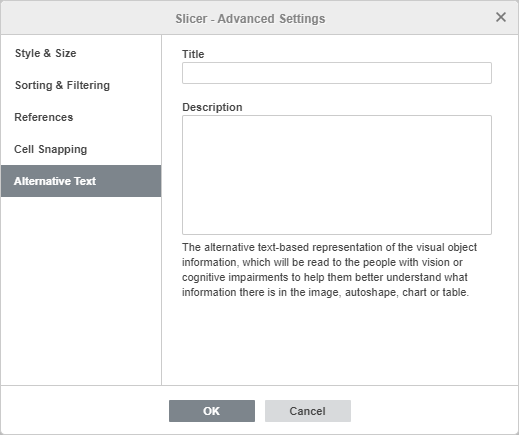 Slicer - Advanced Settings
Style & Size
Sorting & Filtering
References
Cell Snapping
Alternative Text
Title
Description
The alternative text-based representation of the visual object
information, which will be read to the people with vision or
cognitive impairments to help them better understand what
information there is in the image, autoshape, chart or table.
OK
Cancel